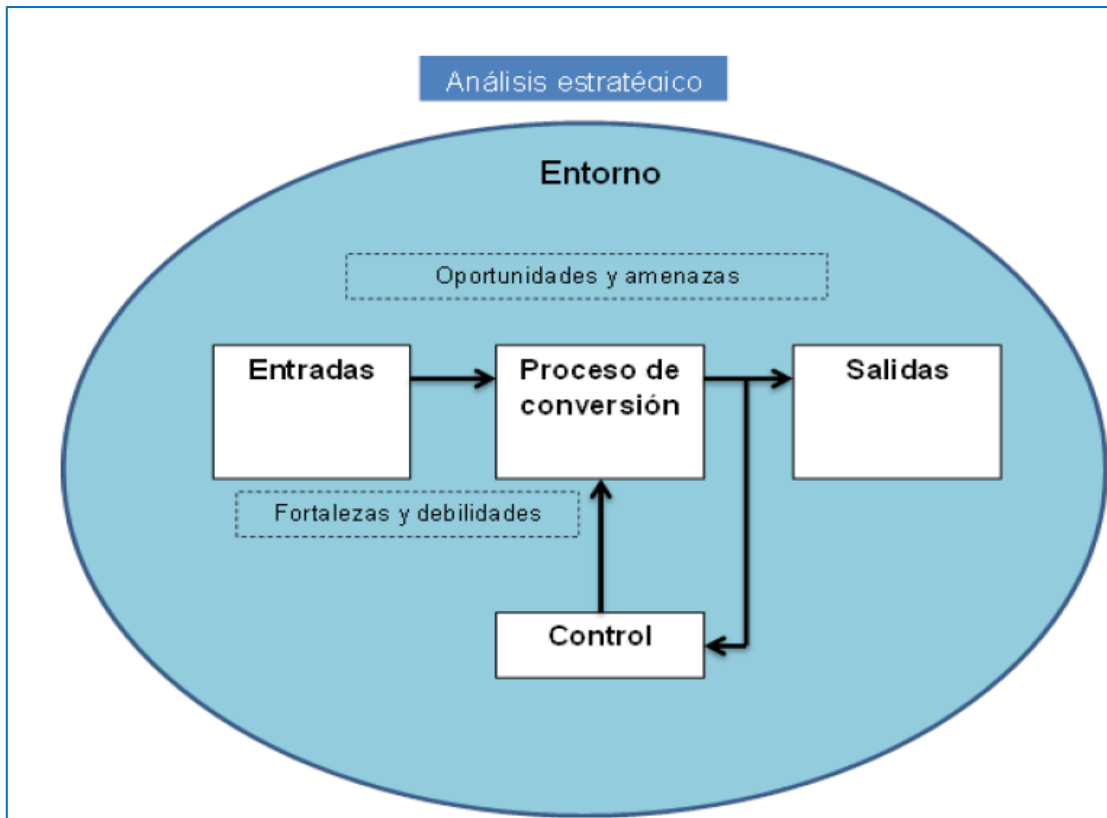 Análisis estratégico
Entorno
Oportunidades y amenazas
Entradas
Proceso de
conversión
Salidas
Fortalezas y debilidades
Control